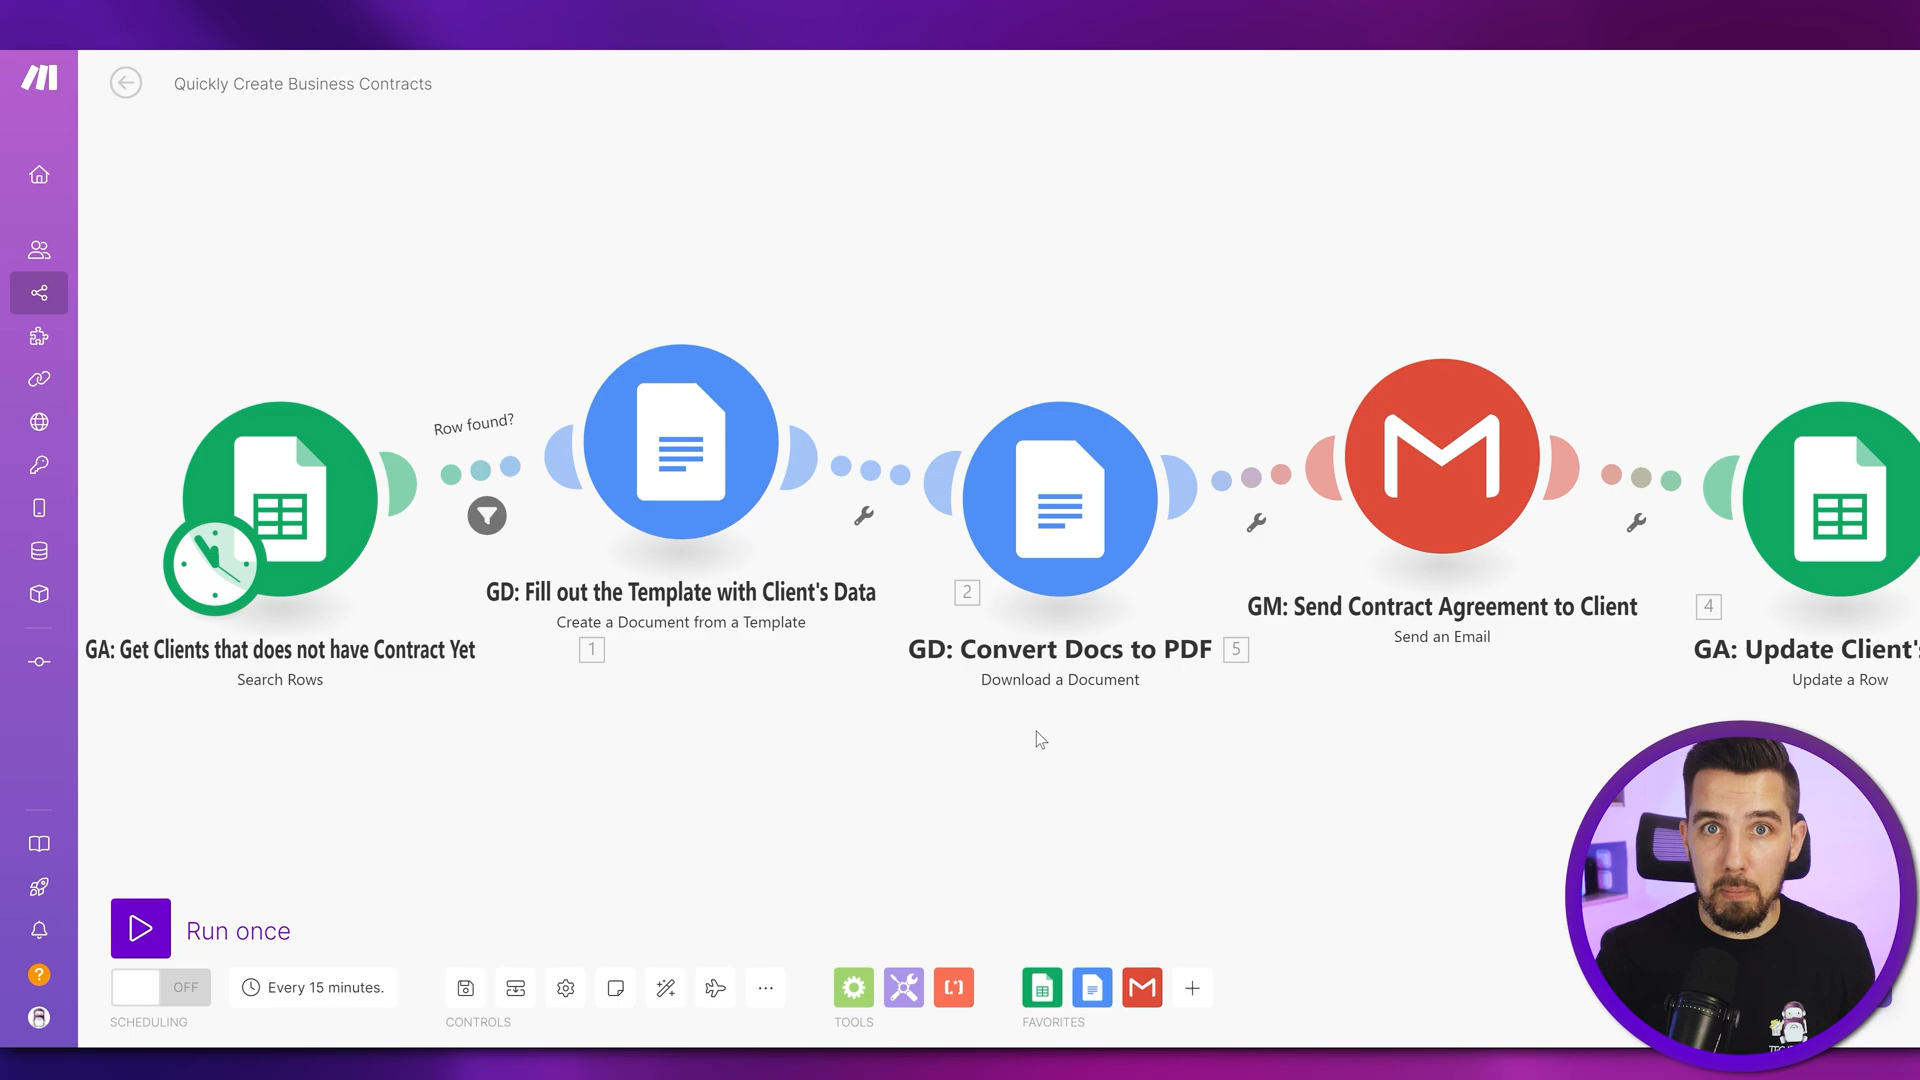 Quickly Create Business Contracts
Row found?
GD: Fill out the Template with Client's Data
Create a Document from a Template
2
GM: Send Contract Agreement to Client
Send an Email
4
GA: Get Clients that does not have Contract Yet
Search Rows
1
GD: Convert Docs to PDF
Download a Document
5
GA: Update Client's
Update a Row
Run once
OFF
Every 15 minutes.
SCHEDULING
CONTROLS
TOOLS
FAVORITES
?